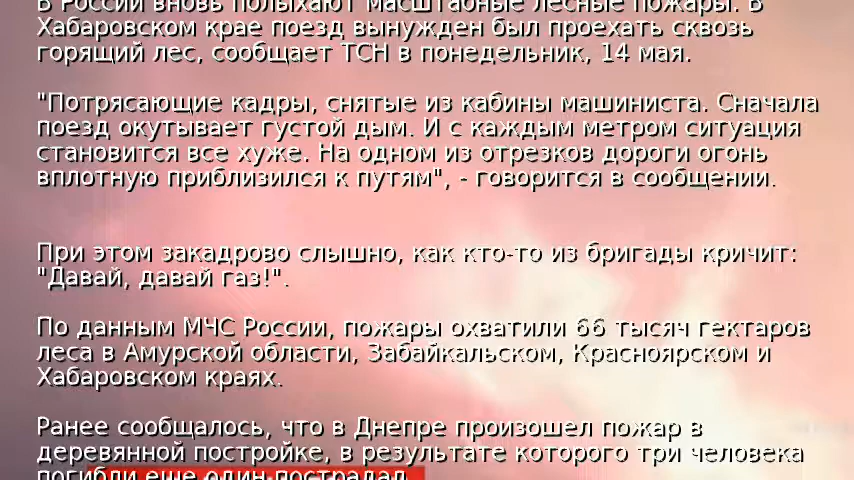 В России вновь полыхают масштабные лесные пожары. В
Хабаровском крае поезд вынужден был проехать сквозь
горящий лес, сообщает ТСН в понедельник, 14 мая.
"Потрясающие кадры, снятые из кабины машиниста. Сначала
поезд окутывает густой дым. И с каждым метром ситуация
становится все хуже. На одном из отрезков дороги огонь
вплотную приблизился к путям", - говорится в сообщении.
При этом закадрово слышно, как кто-то из бригады кричит:
"Давай, давай газ!".
По данным МЧС России, пожары охватили 66 тысяч гектаров
леса в Амурской области, Забайкальском, Красноярском и
Хабаровском краях.
Ранее сообщалось, что в Днепре произошел пожар в
деревянной постройке, в результате которого три человека
погибли еще один пострадал.